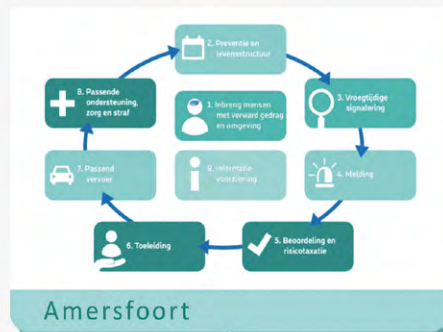 2. Preventie en
levensstructuur
8. Passende
ondersteuning,
zorg en straf
1. Inbreng mensen
met verward gedrag
en omgeving
3. Vroegtijdige
signalering
7. Passend
vervoer
9. Informatie-
voorziening
4. Melding
6. Toeleiding
5. Beoordeling en
risicotaxatie
Amersfoort